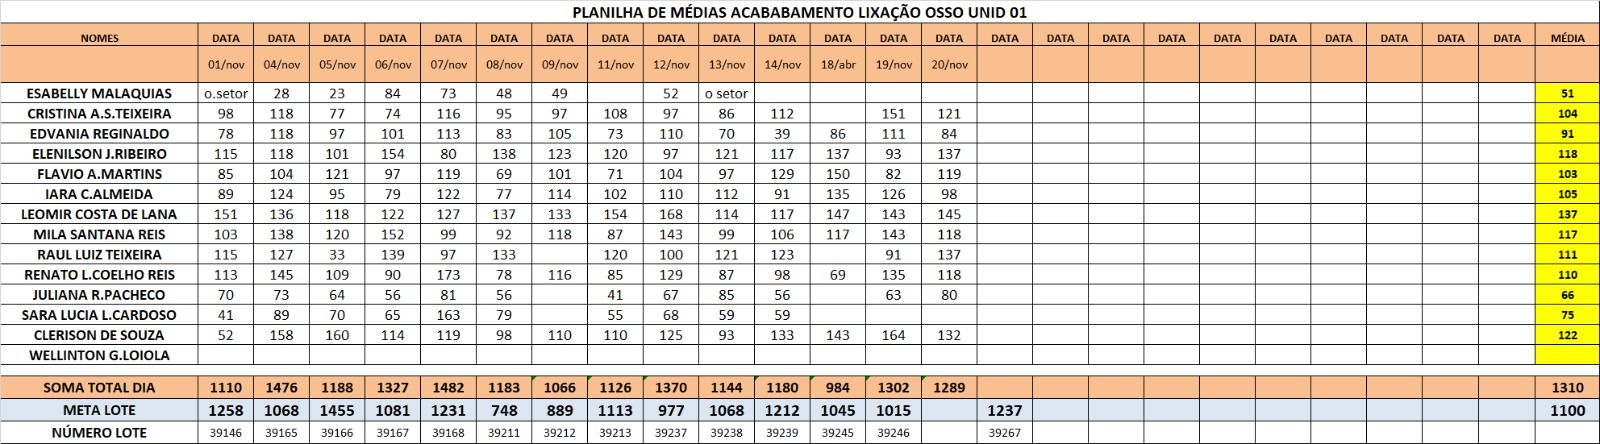 PLANILHA DE MÉDIAS ACABABAMENTO LIXAÇÃO OSSO UNID 01
NOMES DATA DATA DATA DATA DATA DATA DATA DATA DATA DATA DATA DATA DATA DATA DATA DATA DATA DATA DATA DATA DATA DATA DATA DATA MÉDIA
01/nov 04/nov 05/nov 06/nov 07/nov 08/nov 09/nov 11/nov 12/nov 13/nov 14/nov 18/abr 19/nov 20/nov
ESABELLY MALAQUIAS o.setor 28 23 84 73 48 49 52 o setor 51
CRISTINA A.S.TEIXEIRA 98 118 77 74 116 95 97 108 97 86 112 151 121 104
EDVANIA REGINALDO 78 118 97 101 113 83 105 73 110 70 39 86 111 84 91
ELENILSON J.RIBEIRO 115 118 101 154 80 138 123 120 97 121 117 137 93 137 118
FLAVIO A.MARTINS 85 104 121 97 119 69 101 71 104 97 129 150 82 119 103
IARA C.ALMEIDA 89 124 95 79 122 77 114 102 110 112 91 135 126 98 105
LEOMIR COSTA DE LANA 151 136 118 122 127 137 133 154 168 114 117 147 143 145 137
MILA SANTANA REIS 103 138 120 152 99 92 118 87 143 99 106 117 143 118 117
RAUL LUIZ TEIXEIRA 115 127 33 139 97 133 120 100 121 123 91 137 111
RENATO L.COELHO REIS 113 145 109 90 173 78 116 85 129 87 98 69 135 118 110
JULIANA R.PACHECO 70 73 64 56 81 56 41 67 85 56 63 80 66
SARA LUCIA L.CARDOSO 41 89 70 65 163 79 55 68 59 59 75
CLERISON DE SOUZA 52 158 160 114 119 98 110 110 125 93 133 143 164 132 122
WELLINTON G.LOIOLA
SOMA TOTAL DIA 1110 1476 1188 1327 1482 1183 1066 1126 1370 1144 1180 984 1302 1289 1310
META LOTE 1258 1068 1455 1081 1231 748 889 1113 977 1068 1212 1045 1015 1237 1100
NÚMERO LOTE 39146 39165 39166 39167 39168 39211 39212 39213 39237 39238 39239 39245 39246 39267